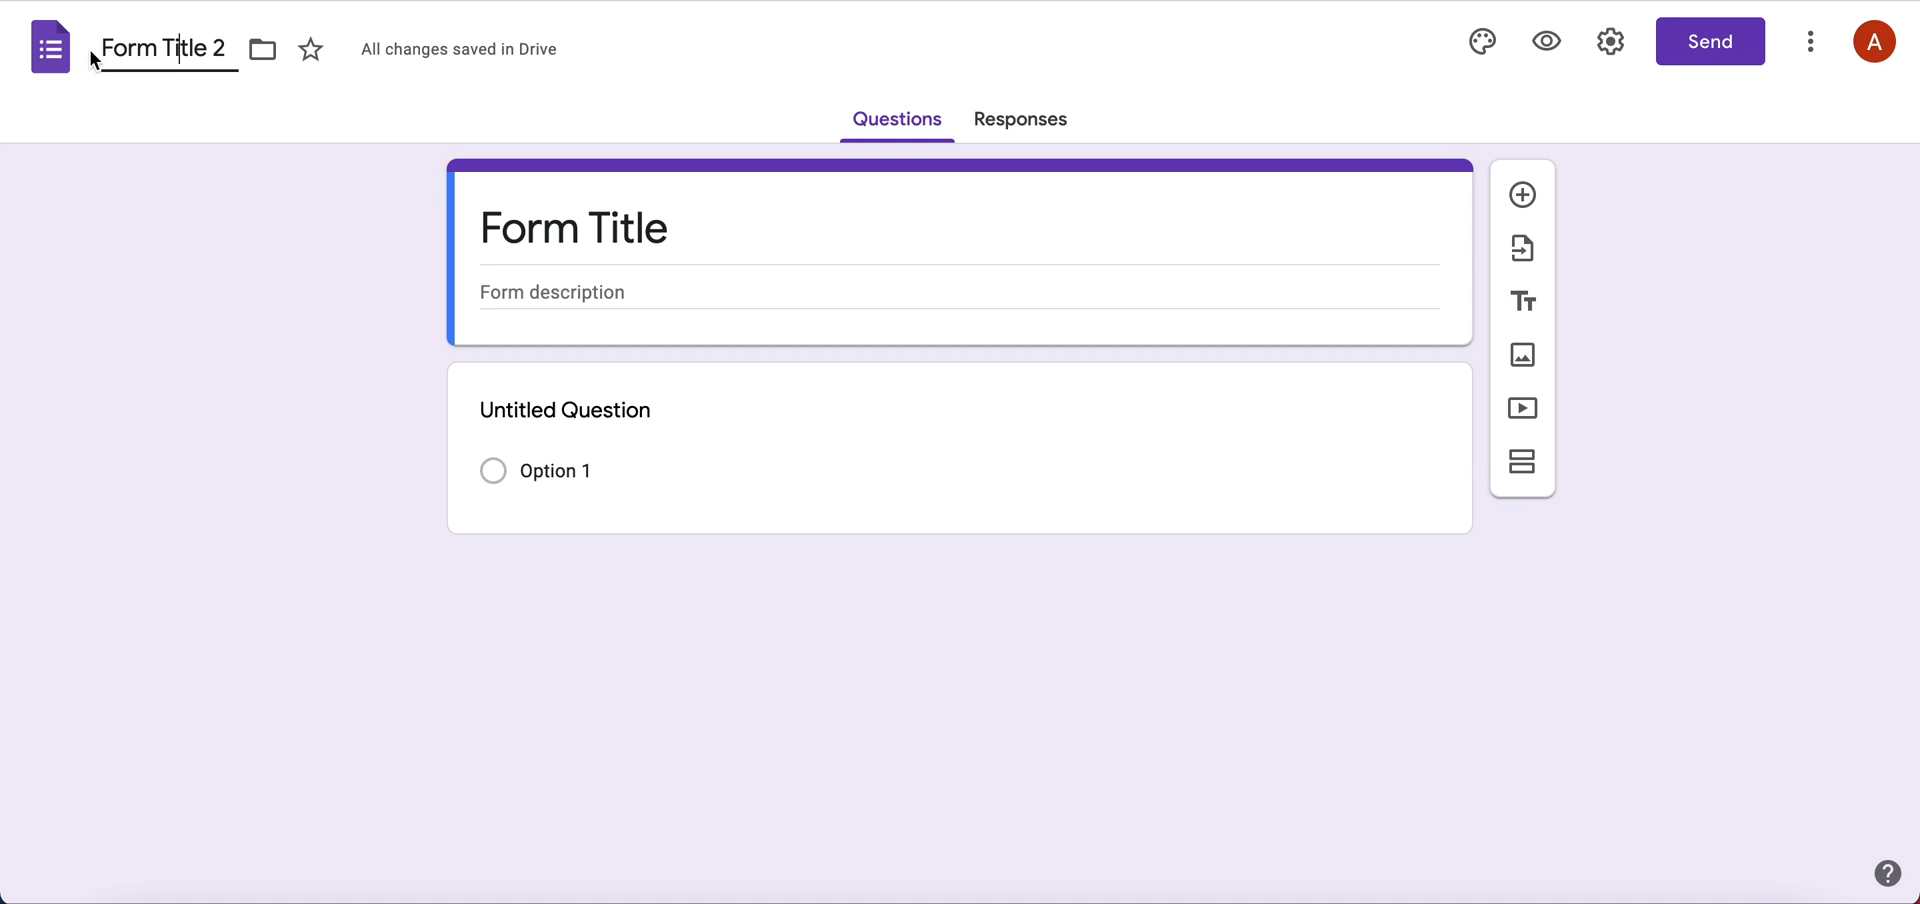 Form Title 2
All changes saved in Drive
Send
A
Questions
Responses
Form Title
Form description
Untitled Question
Option 1